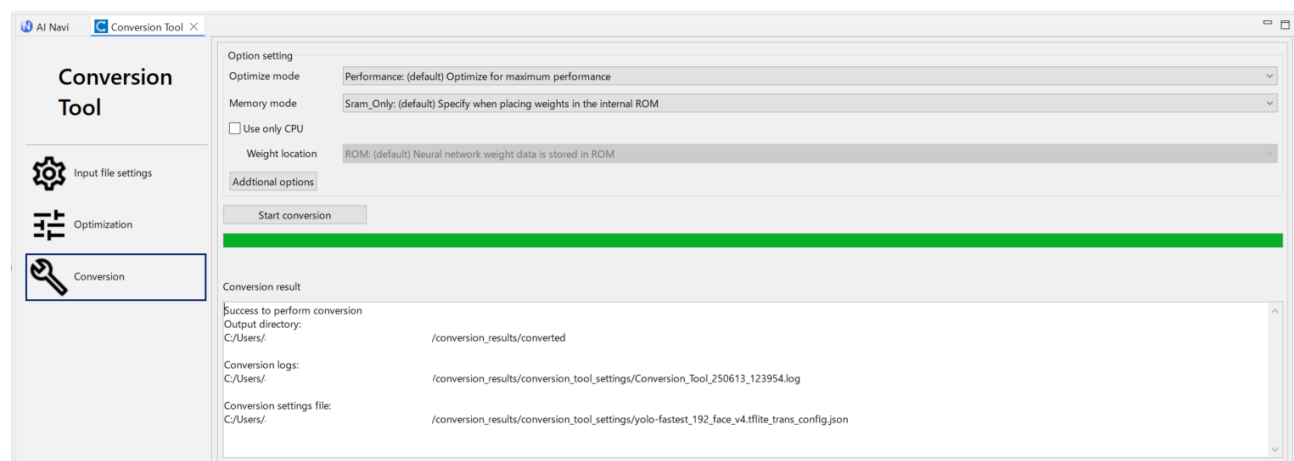 AI Navi
Conversion Tool
Conversion
Tool
Input file settings
Optimization
Conversion
Option setting
Optimize mode Performance: (default) Optimize for maximum performance
Memory mode Sram_Only: (default) Specify when placing weights in the internal ROM
Use only CPU
Weight location ROM: (default) Neural network weight data is stored in ROM
Addtional options
Start conversion
Conversion result
Success to perform conversion
Output directory:
C:/Users/ /conversion_results/converted
Conversion logs:
C:/Users/ /conversion_results/conversion_tool_settings/Conversion_Tool_250613_123954.log
Conversion settings file:
C:/Users/ /conversion_results/conversion_tool_settings/yolo-fastest_192_face_v4.tflite_trans_config.json